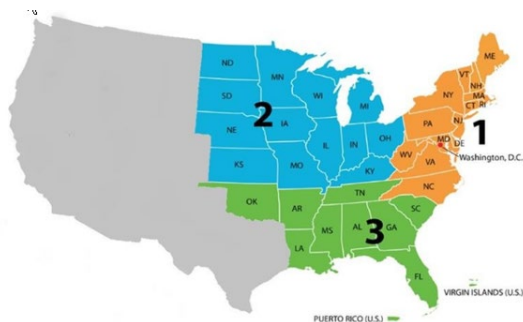 ME
ND
MN
VT
NH
WI
NY
MA
SD
MI
CT RI
2
IA
PA
NJ
1
NE
OH
MD
DE
IL
IN
Washington, D.C.
WV
KS
MO
VA
KY
NC
TN
OK
AR
SC
MS
AL
GA
3
LA
FL
VIRGIN ISLANDS (U.S.)
PUERTO RICO (U.S.)